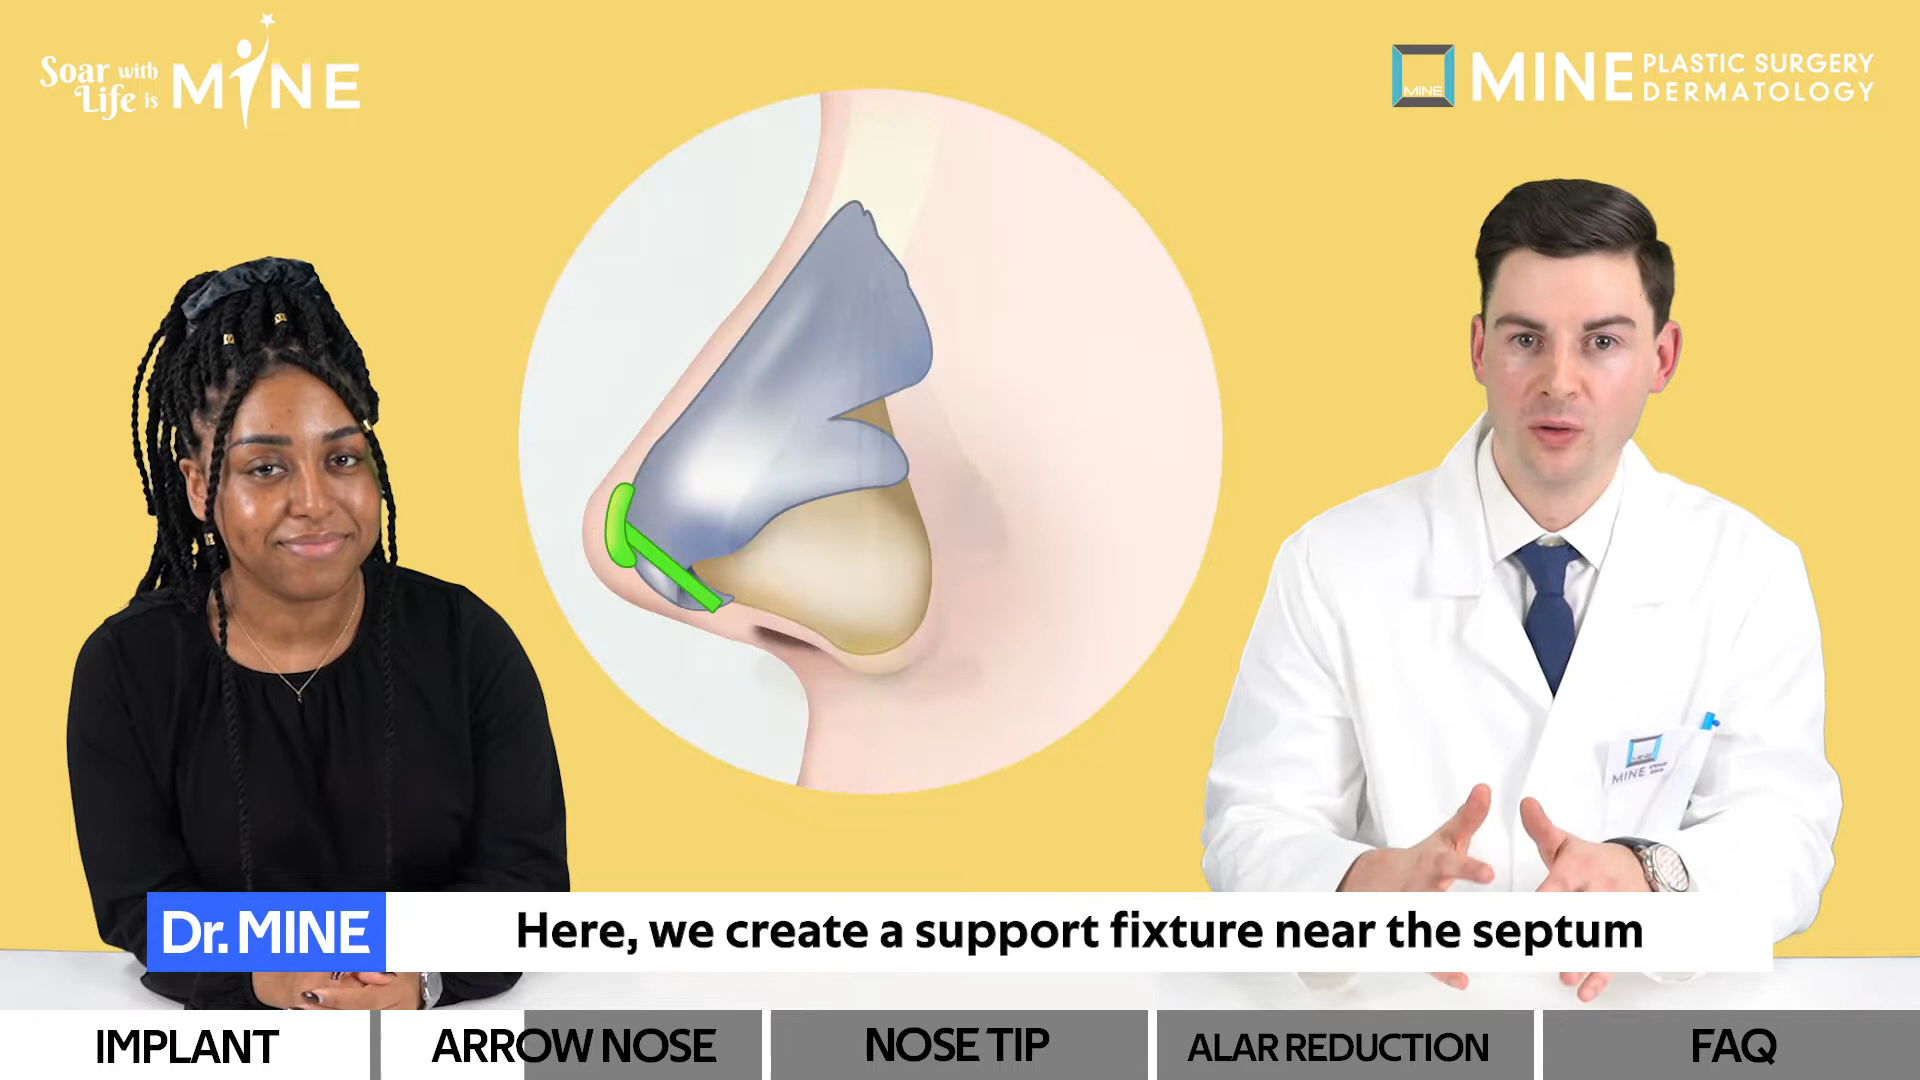 Soar with
Life is
MINE
MINE
MINE
PLASTIC SURGERY
DERMATOLOGY
MINE
Dr. MINE
Here, we create a support fixture near the septum
IMPLANT
ARROW NOSE
NOSE TIP
ALAR REDUCTION
FAQ